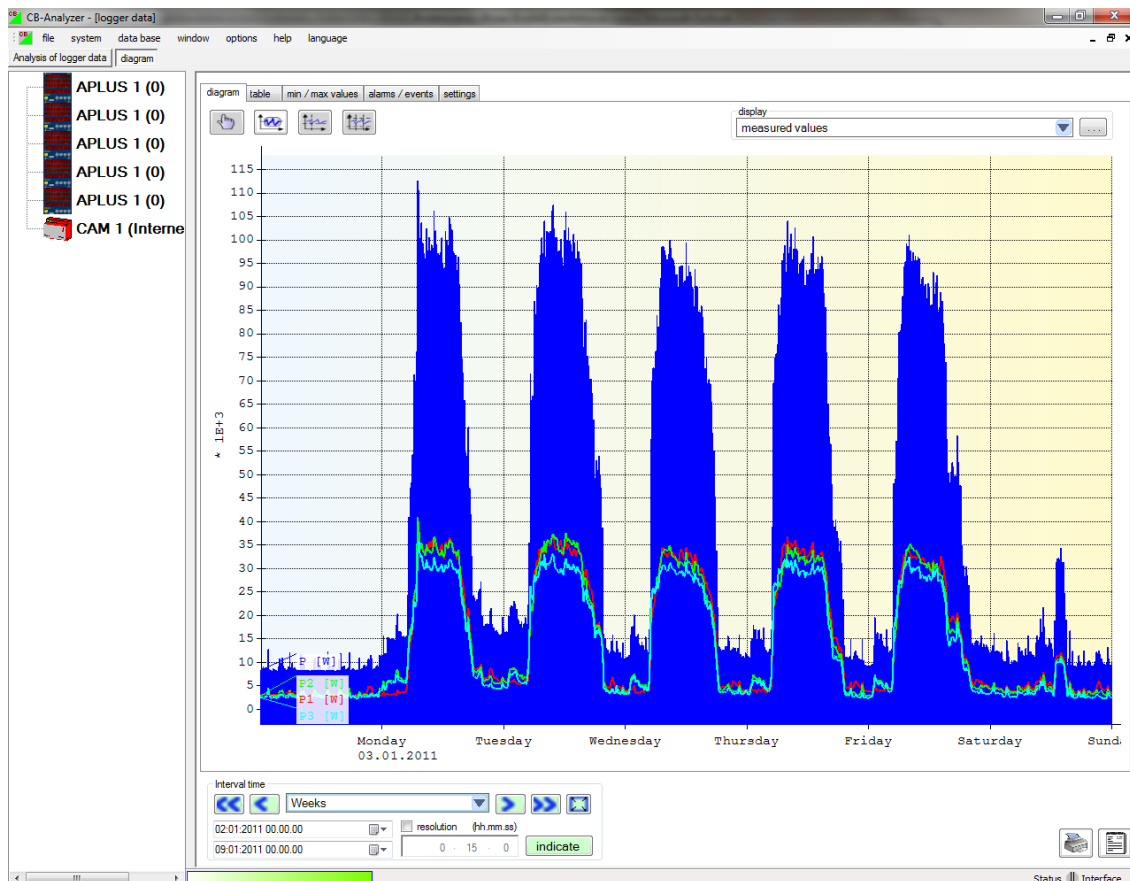 CB-Analyzer - [logger data]
file system data base window options help language
Analysis of logger data diagram
APLUS 1 (0)
APLUS 1 (0)
APLUS 1 (0)
APLUS 1 (0)
APLUS 1 (0)
CAM 1 (Interne
diagram table min / max values alarms / events settings
display
measured values
...
115
110
105
100
95
90
85
80
75
70
65
60
55
50
45
40
35
30
25
20
15
10
5
0
* 1E+3
P [W]
P2 [W]
P1 [W]
P3 [W]
Monday Tuesday Wednesday Thursday Friday Saturday Sund
03.01.2011
Interval time
Weeks
02:01:2011 00.00.00
resolution (hh.mm.ss)
09:01:2011 00.00.00
0 - 15 - 0
indicate
Status Interface